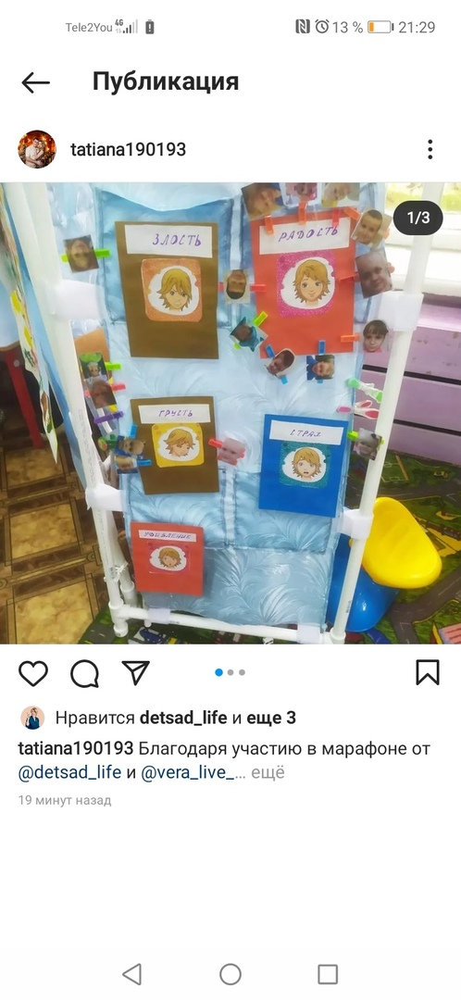 Tele2You 4G 13 % 21:29
Публикация
tatiana190193
1/3
ЗЛОСТЬ
РАДОСТЬ
ГРУСТЬ
СТРАХ
Нравится detsad_life и еще 3
tatiana190193 Благодаря участию в марафоне от
@detsad_life и @vera_live_... ещё
19 минут назад